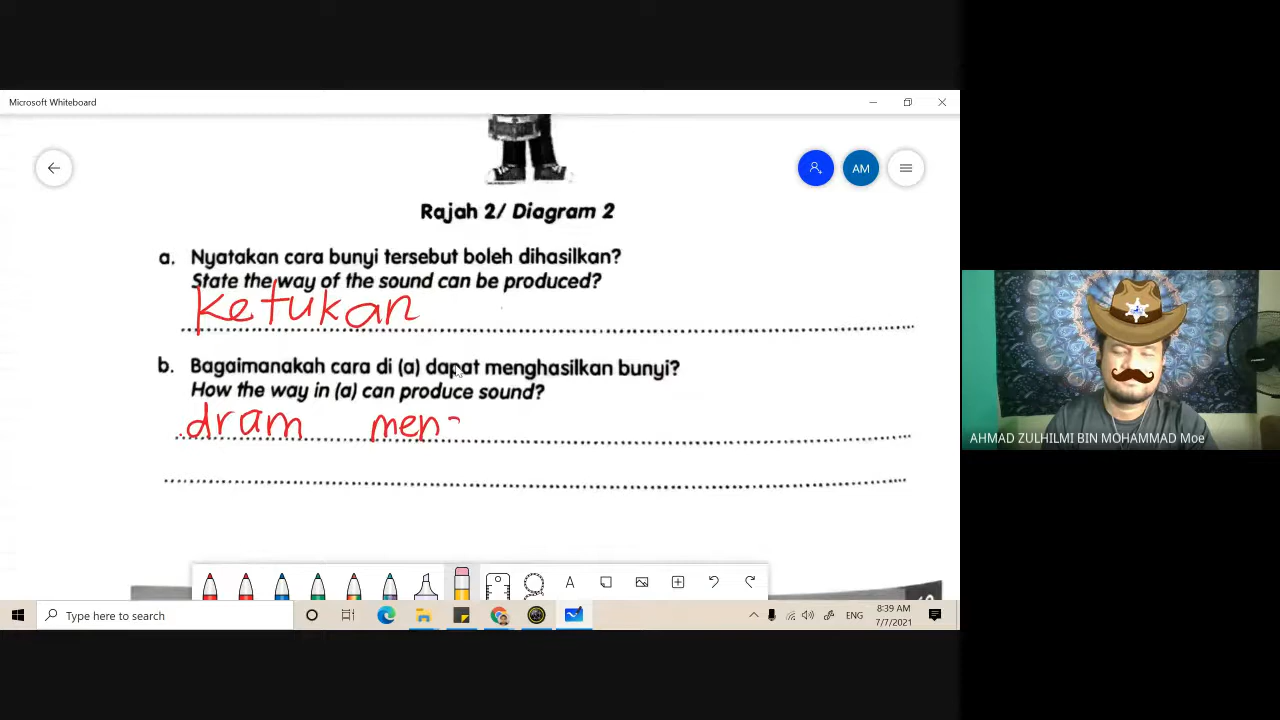 Microsoft Whiteboard
AM
Rajah 2/ Diagram 2
a. Nyatakan cara bunyi tersebut boleh dihasilkan?
State the way of the sound can be produced?
Ketukan
b. Bagaimanakah cara di (a) dapat menghasilkan bunyi?
How the way in (a) can produce sound?
dram men
AHMAD ZULHILMI BIN MOHAMMAD Moe
A
Type here to search
ENG
8:39 AM
7/7/2021